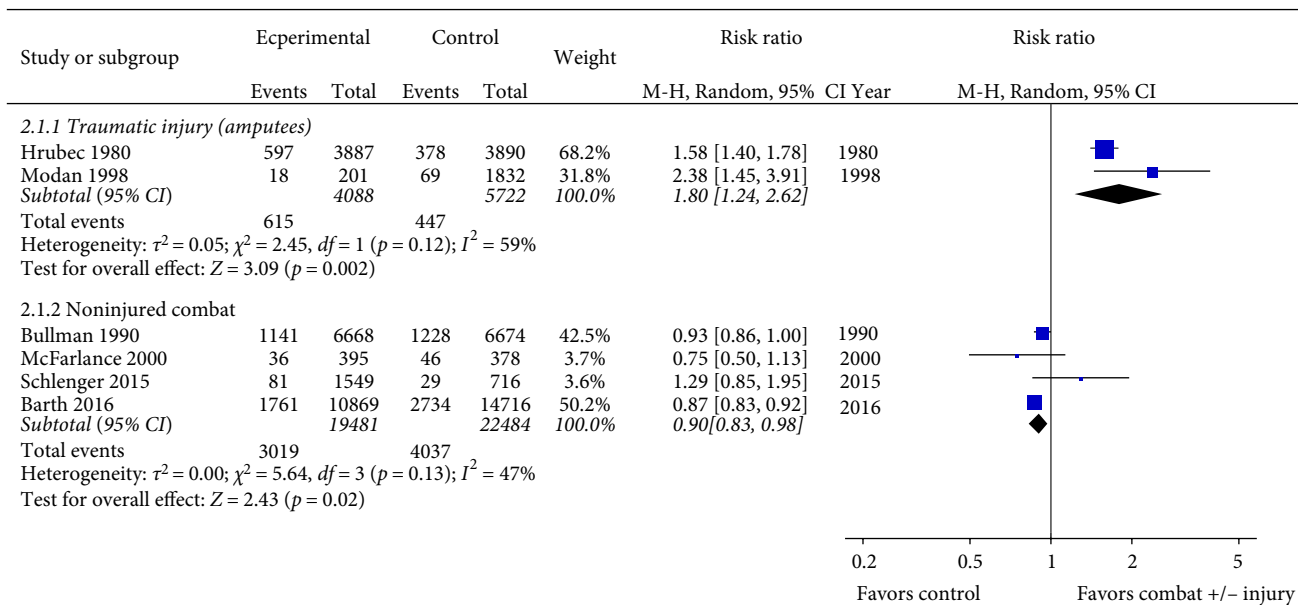 Study or subgroup Ecperimental Control Weight Risk ratio Risk ratio
Events Total Events Total M-H, Random, 95% CI Year M-H, Random, 95% CI
2.1.1 Traumatic injury (amputees)
Hrubec 1980 597 3887 378 3890 68.2% 1.58 [1.40, 1.78] 1980
Modan 1998 18 201 69 1832 31.8% 2.38 [1.45, 3.91] 1998
Subtotal (95% CI) 4088 5722 100.0% 1.80 [1.24, 2.62]
Total events 615 447
Heterogeneity: τ² = 0.05; χ² = 2.45, df = 1 (p = 0.12); I² = 59%
Test for overall effect: Z = 3.09 (p = 0.002)
2.1.2 Noninjured combat
Bullman 1990 1141 6668 1228 6674 42.5% 0.93 [0.86, 1.00] 1990
McFarlance 2000 36 395 46 378 3.7% 0.75 [0.50, 1.13] 2000
Schlenger 2015 81 1549 29 716 3.6% 1.29 [0.85, 1.95] 2015
Barth 2016 1761 10869 2734 14716 50.2% 0.87 [0.83, 0.92] 2016
Subtotal (95% CI) 19481 22484 100.0% 0.90[0.83, 0.98]
Total events 3019 4037
Heterogeneity: τ² = 0.00; χ² = 5.64, df = 3 (p = 0.13); I² = 47%
Test for overall effect: Z = 2.43 (p = 0.02)
0.2 0.5 1 2 5
Favors control Favors combat +/– injury